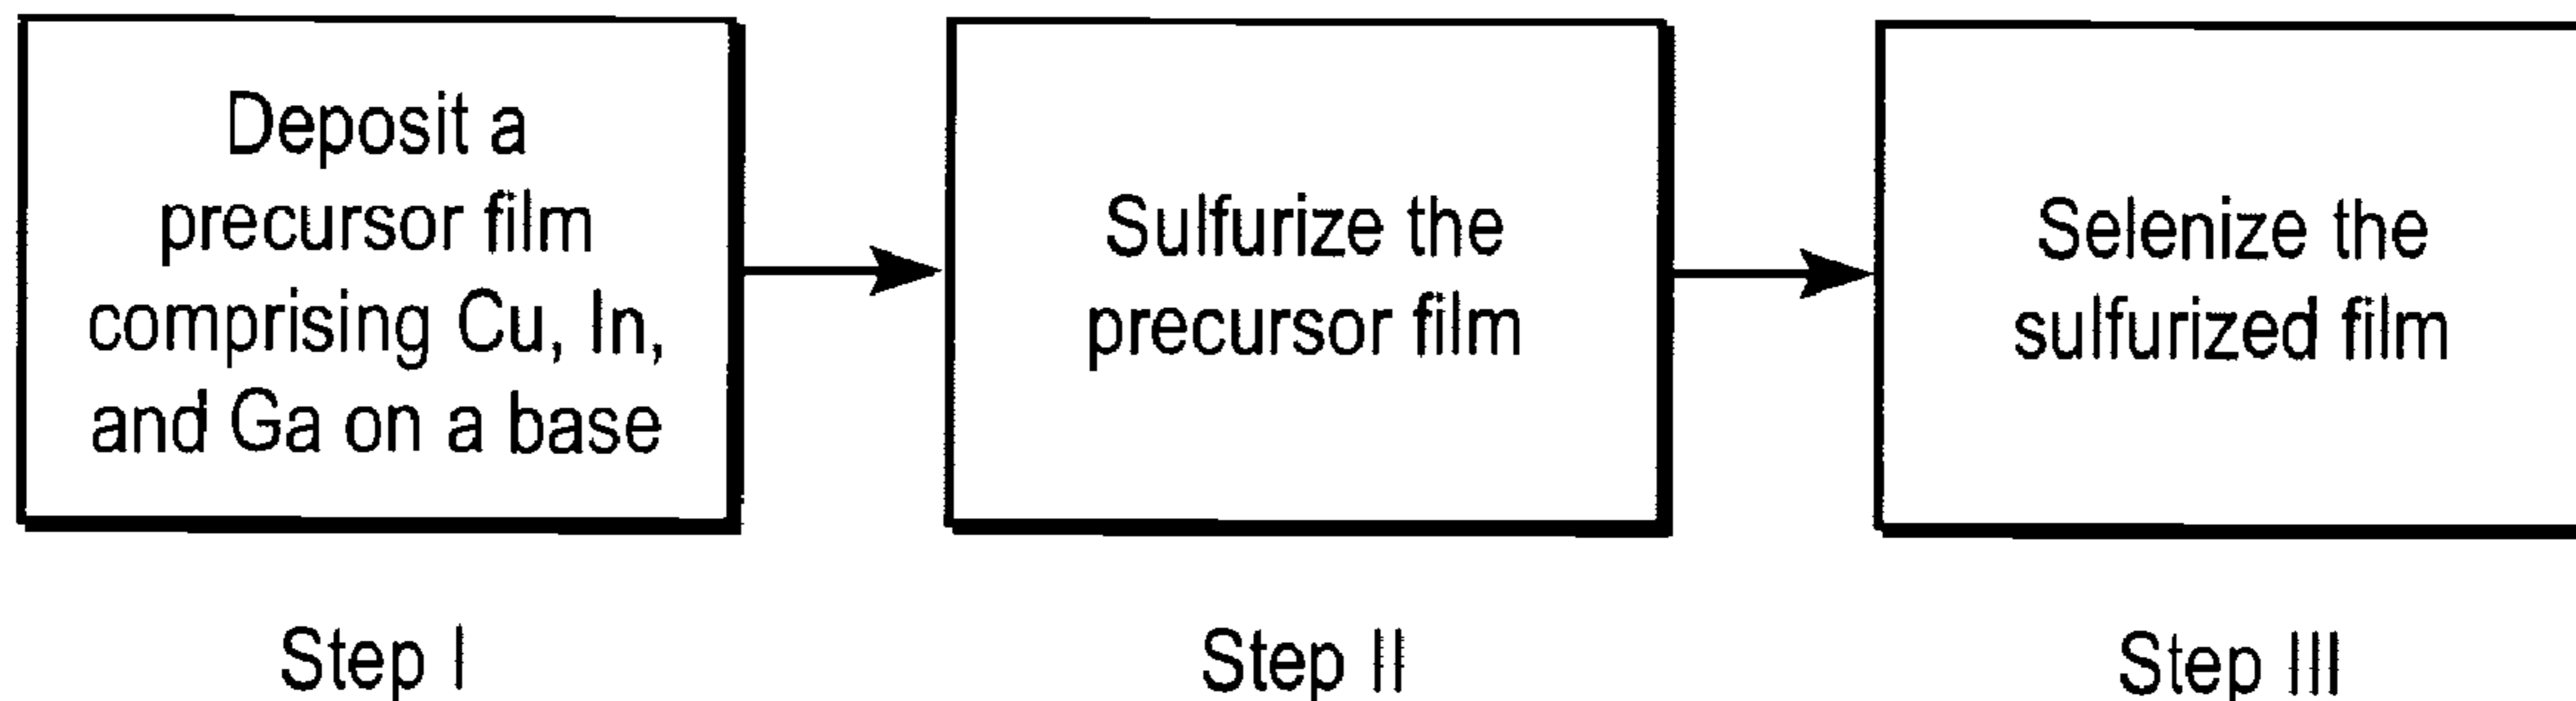 Deposit a
precursor film
comprising Cu, In,
and Ga on a base
Sulfurize the
precursor film
Selenize the
sulfurized film
Step I
Step II
Step III